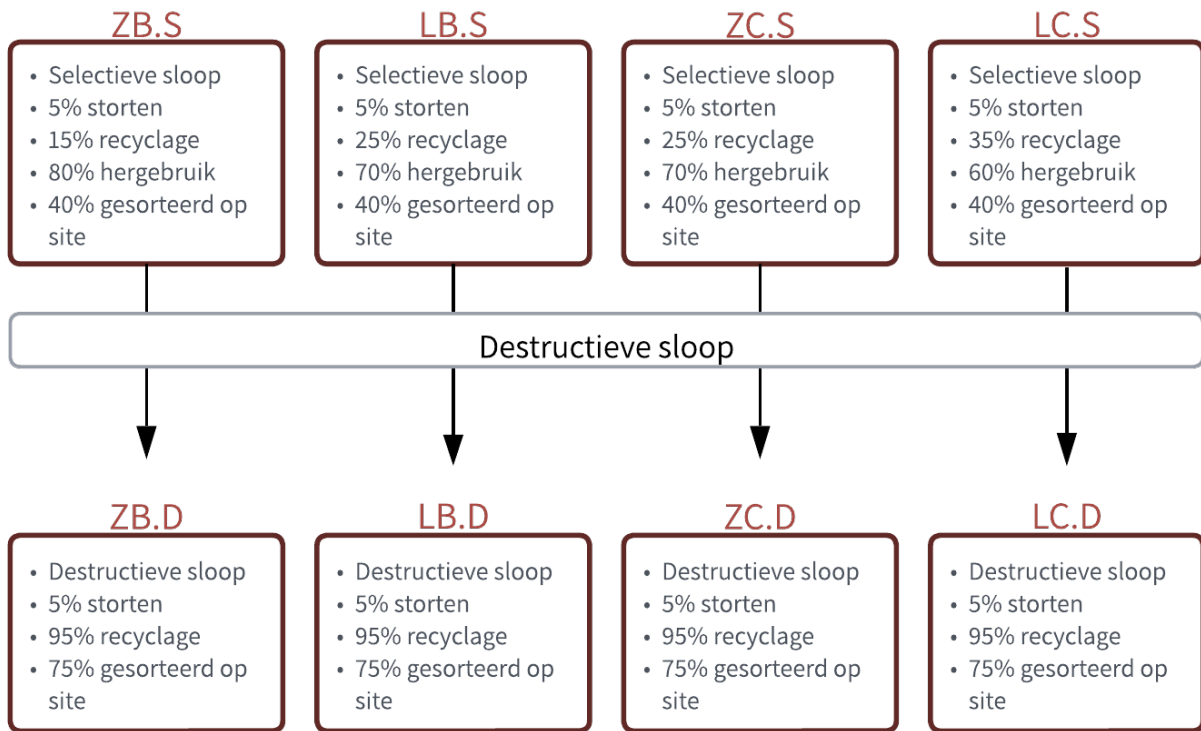 ZB.S
• Selectieve sloop
• 5% storten
• 15% recyclage
• 80% hergebruik
• 40% gesorteerd op
site
LB.S
• Selectieve sloop
• 5% storten
• 25% recyclage
• 70% hergebruik
• 40% gesorteerd op
site
ZC.S
• Selectieve sloop
• 5% storten
• 25% recyclage
• 70% hergebruik
• 40% gesorteerd op
site
LC.S
• Selectieve sloop
• 5% storten
• 35% recyclage
• 60% hergebruik
• 40% gesorteerd op
site
Destructieve sloop
ZB.D
• Destructieve sloop
• 5% storten
• 95% recyclage
• 75% gesorteerd op
site
LB.D
• Destructieve sloop
• 5% storten
• 95% recyclage
• 75% gesorteerd op
site
ZC.D
• Destructieve sloop
• 5% storten
• 95% recyclage
• 75% gesorteerd op
site
LC.D
• Destructieve sloop
• 5% storten
• 95% recyclage
• 75% gesorteerd op
site